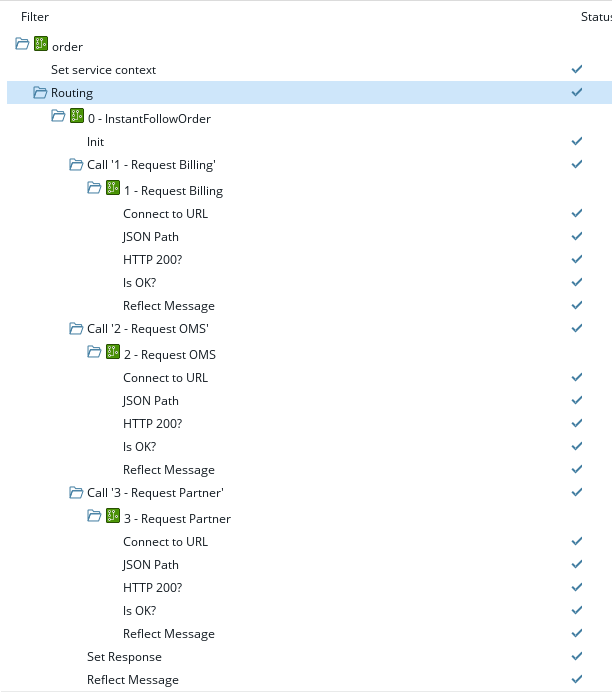 Filter Status
order
Set service context
Routing
0 - InstantFollowOrder
Init
Call '1 - Request Billing'
1 - Request Billing
Connect to URL
JSON Path
HTTP 200?
Is OK?
Reflect Message
Call '2 - Request OMS'
2 - Request OMS
Connect to URL
JSON Path
HTTP 200?
Is OK?
Reflect Message
Call '3 - Request Partner'
3 - Request Partner
Connect to URL
JSON Path
HTTP 200?
Is OK?
Reflect Message
Set Response
Reflect Message